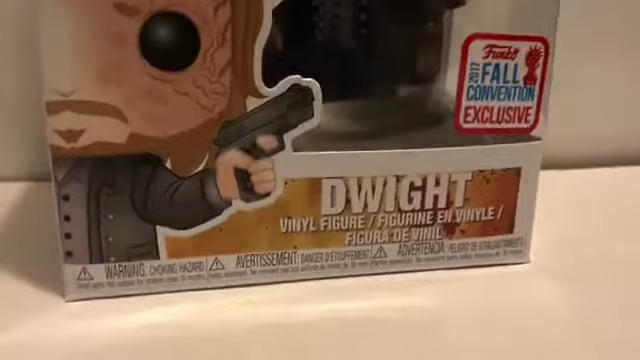 Funko
2017
FALL
CONVENTION
EXCLUSIVE
DWIGHT
VINYL FIGURE / FIGURINE EN VINYLE /
FIGURA DE VINIL
WARNING: CHOKING HAZARD AVERTISSEMENT: DANGER D'ÉTOUFFEMENT ADVERTENCIA: PELIGRO DE ATRAGANTAMIENTO